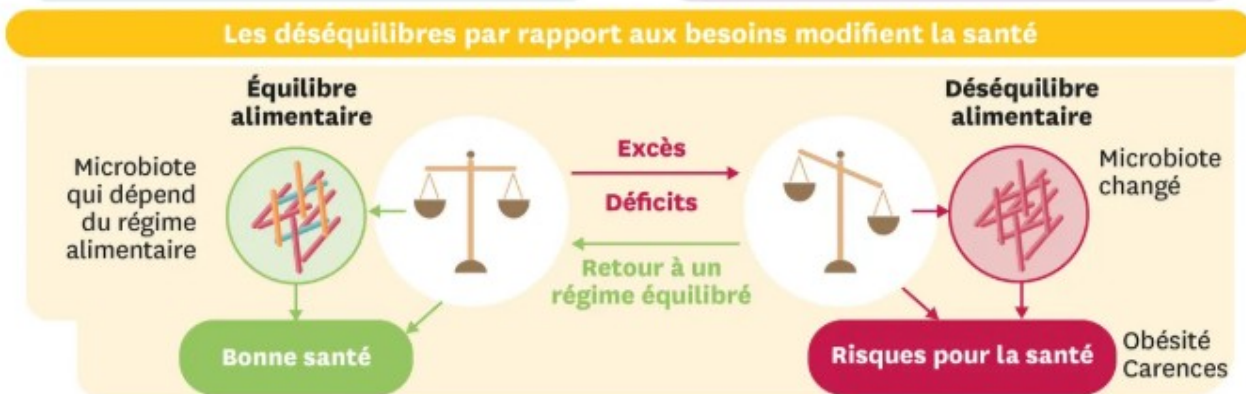 Les déséquilibres par rapport aux besoins modifient la santé
Équilibre
alimentaire
Microbiote
qui dépend
du régime
alimentaire
Excès
Déficits
Retour à un
régime équilibré
Déséquilibre
alimentaire
Microbiote
changé
Bonne santé
Risques pour la santé
Obésité
Carences